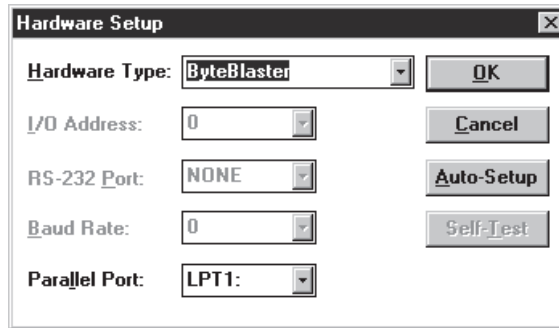 Hardware Setup
Hardware Type: ByteBlaster OK
I/O Address: 0 Cancel
RS-232 Port: NONE Auto-Setup
Baud Rate: 0 Self-Test
Parallel Port: LPT1: